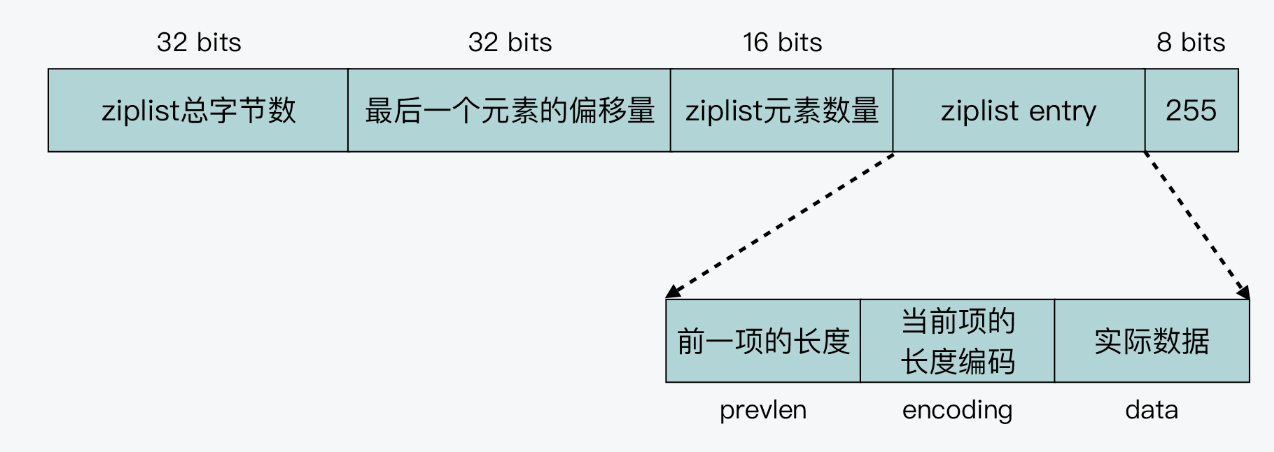 32 bits
32 bits
16 bits
8 bits
ziplist总字节数
最后一个元素的偏移量
ziplist元素数量
ziplist entry
255
前一项的长度
当前项的
长度编码
实际数据
prevlen
encoding
data